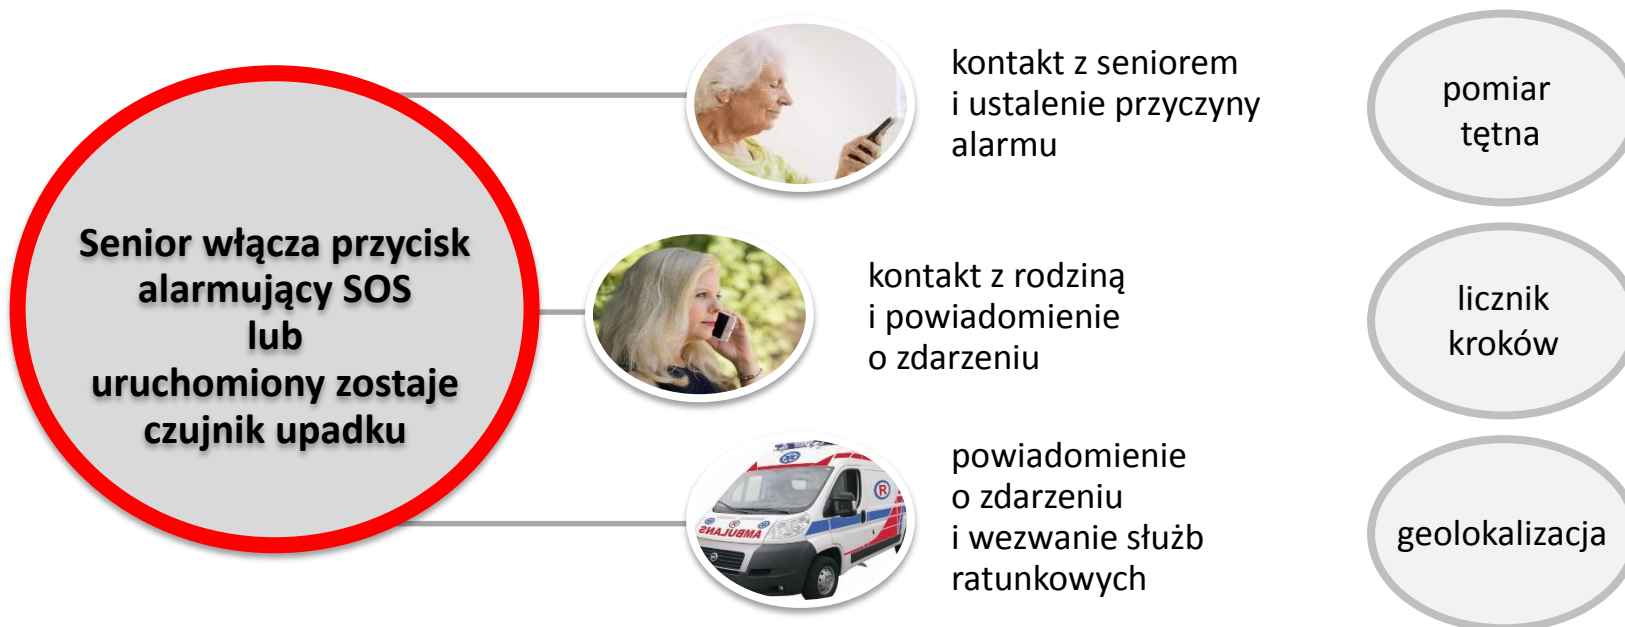 Senior włącza przycisk
alarmujący SOS
lub
uruchomiony zostaje
czujnik upadku
kontakt z seniorem
i ustalenie przyczyny
alarmu
kontakt z rodziną
i powiadomienie
o zdarzeniu
AMBULANS
R
powiadomienie
o zdarzeniu
i wezwanie służb
ratunkowych
pomiar
tętna
licznik
kroków
geolokalizacja